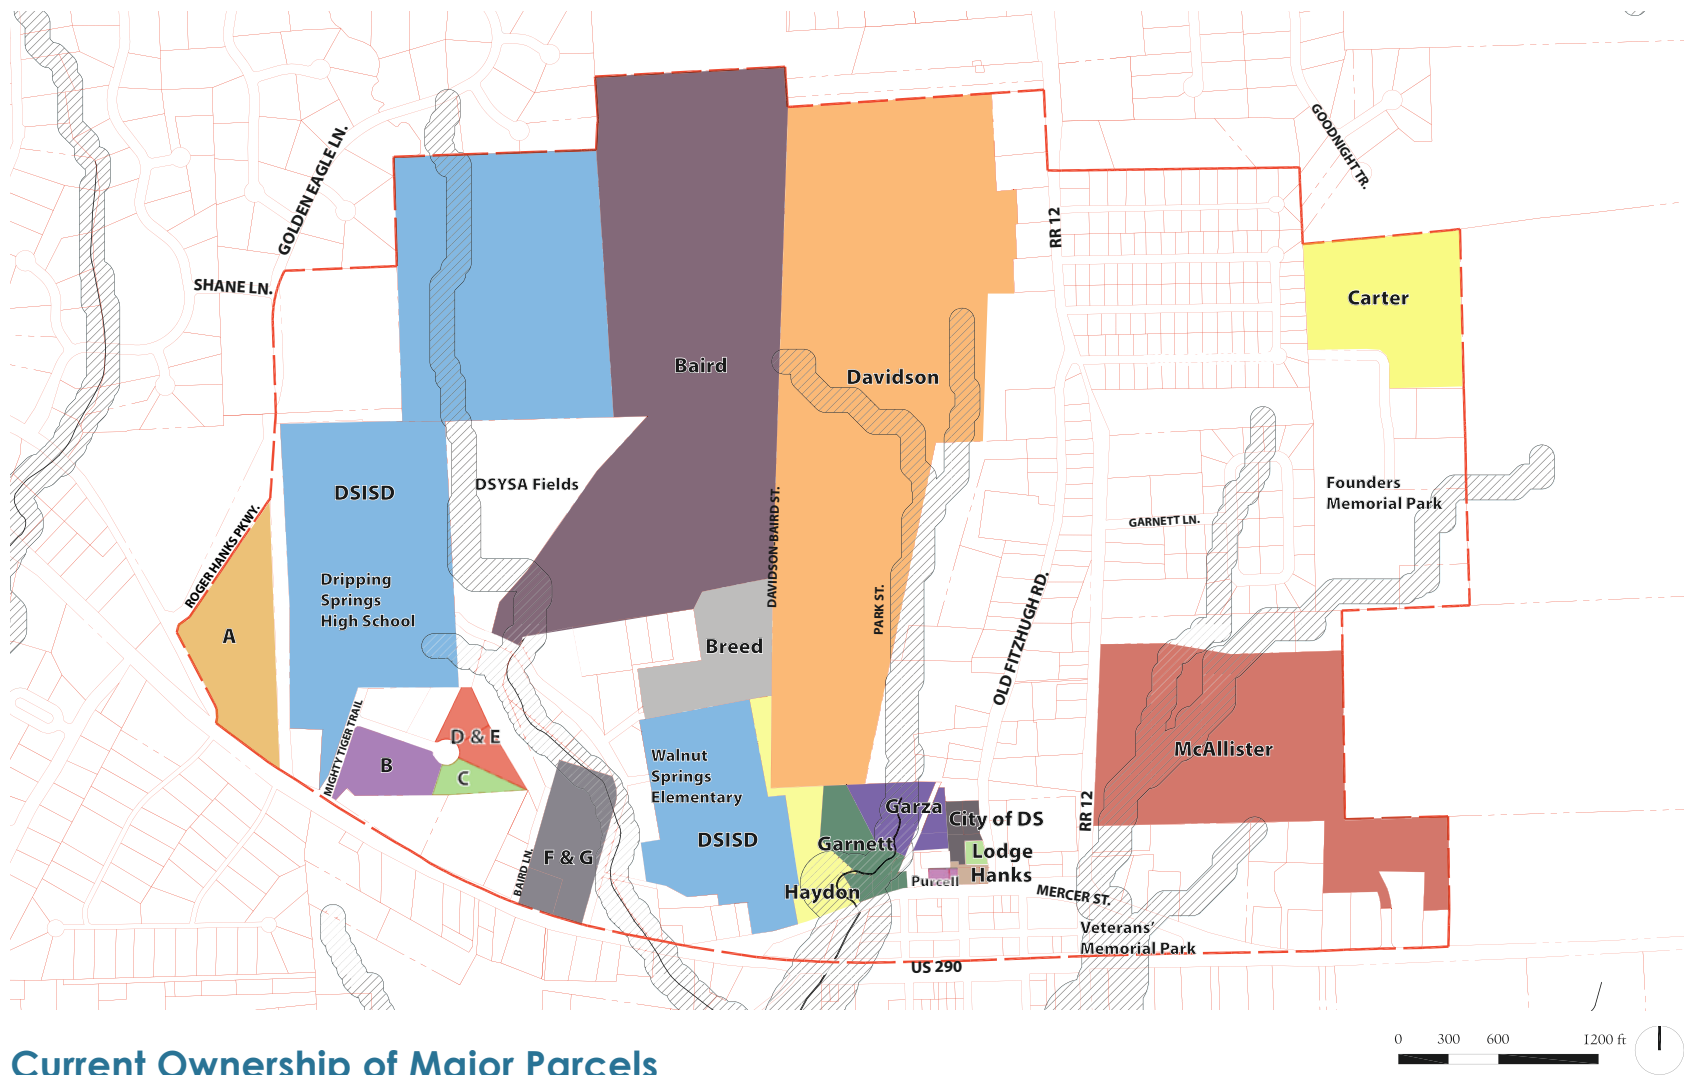 GOODNIGHT TR.
GOLDEN EAGLE LN.
RR 12
SHANE LN.
Carter
Baird
Davidson
DSISD
DSYSA Fields
Founders
Memorial Park
GARNETT LN.
ROGER HANKS PKWY.
DAVIDSON-BAIRD ST.
Dripping
Springs
High School
PARK ST.
OLD FITZHUGH RD.
A
Breed
MIGHTY TIGER TRAIL
D & E
B
C
Walnut
Springs
Elementary
McAllister
RR 12
Garza
City of DS
DSISD
Garnett
Lodge
F & G
BAIRD LN.
Hanks
Purcell
Haydon
MERCER ST.
Veterans'
Memorial Park
US 290
0 300 600 1200 ft
Current Ownership of Major Parcels